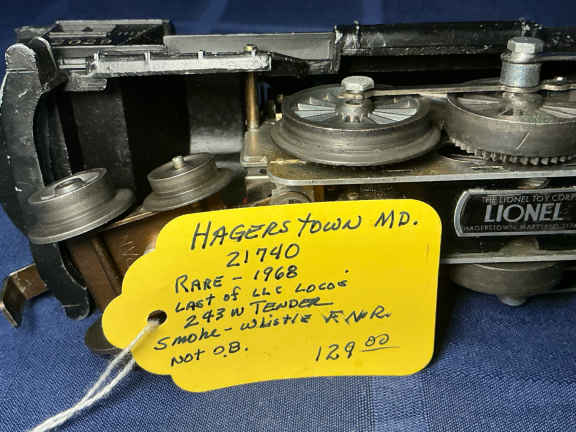 THE LIONEL TOY CORP
LIONEL
HAGERSTOWN, MARYLAND 21740
HAGERSTOWN MD.
21740
RARE - 1968
LAST OF LLC LOCOS
243 W TENDER
SMOKE - WHISTLE F. N R.
NOT O.B.
129 00